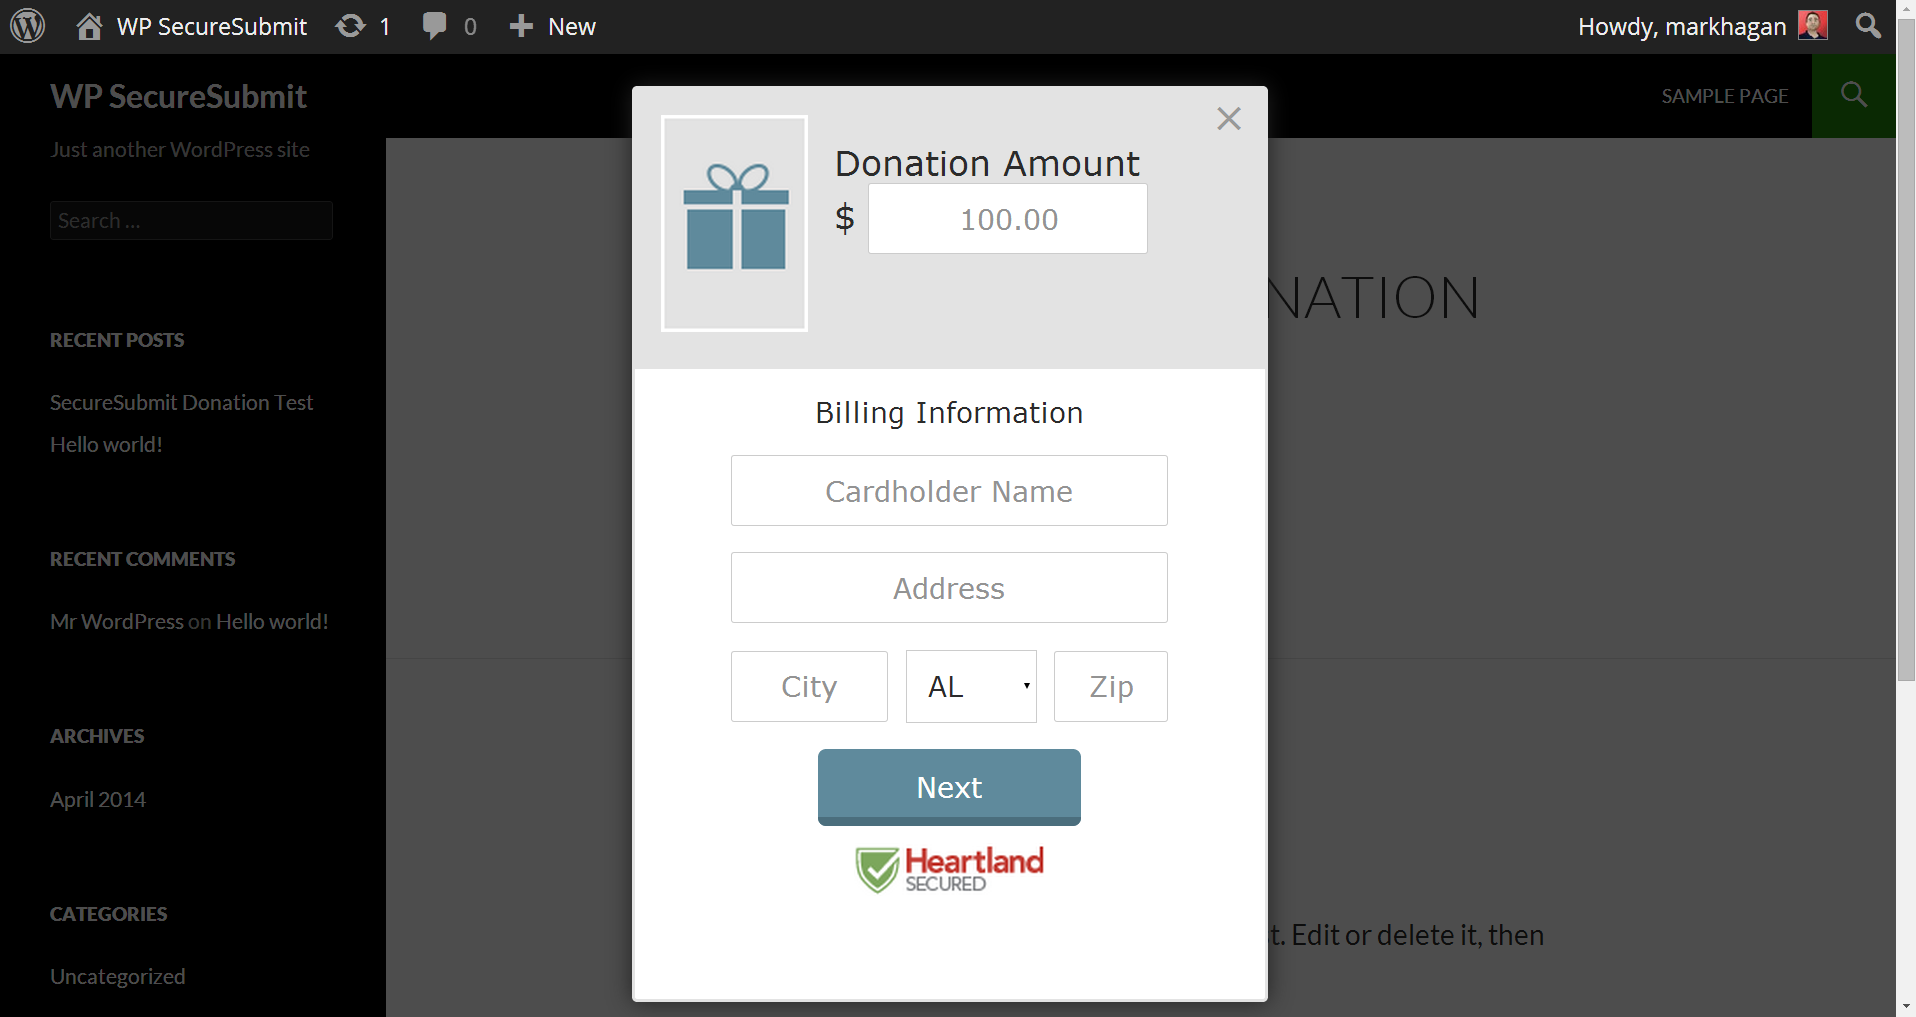 WP SecureSubmit 1 0 New Howdy, markhagan
WP SecureSubmit
SAMPLE PAGE
Just another WordPress site
Search ...
RECENT POSTS
SecureSubmit Donation Test
Hello world!
RECENT COMMENTS
Mr WordPress on Hello world!
ARCHIVES
April 2014
CATEGORIES
Uncategorized
Donation Amount
$ 100.00
NATION
Billing Information
Cardholder Name
Address
City AL Zip
Next
Heartland
SECURED
t. Edit or delete it, then